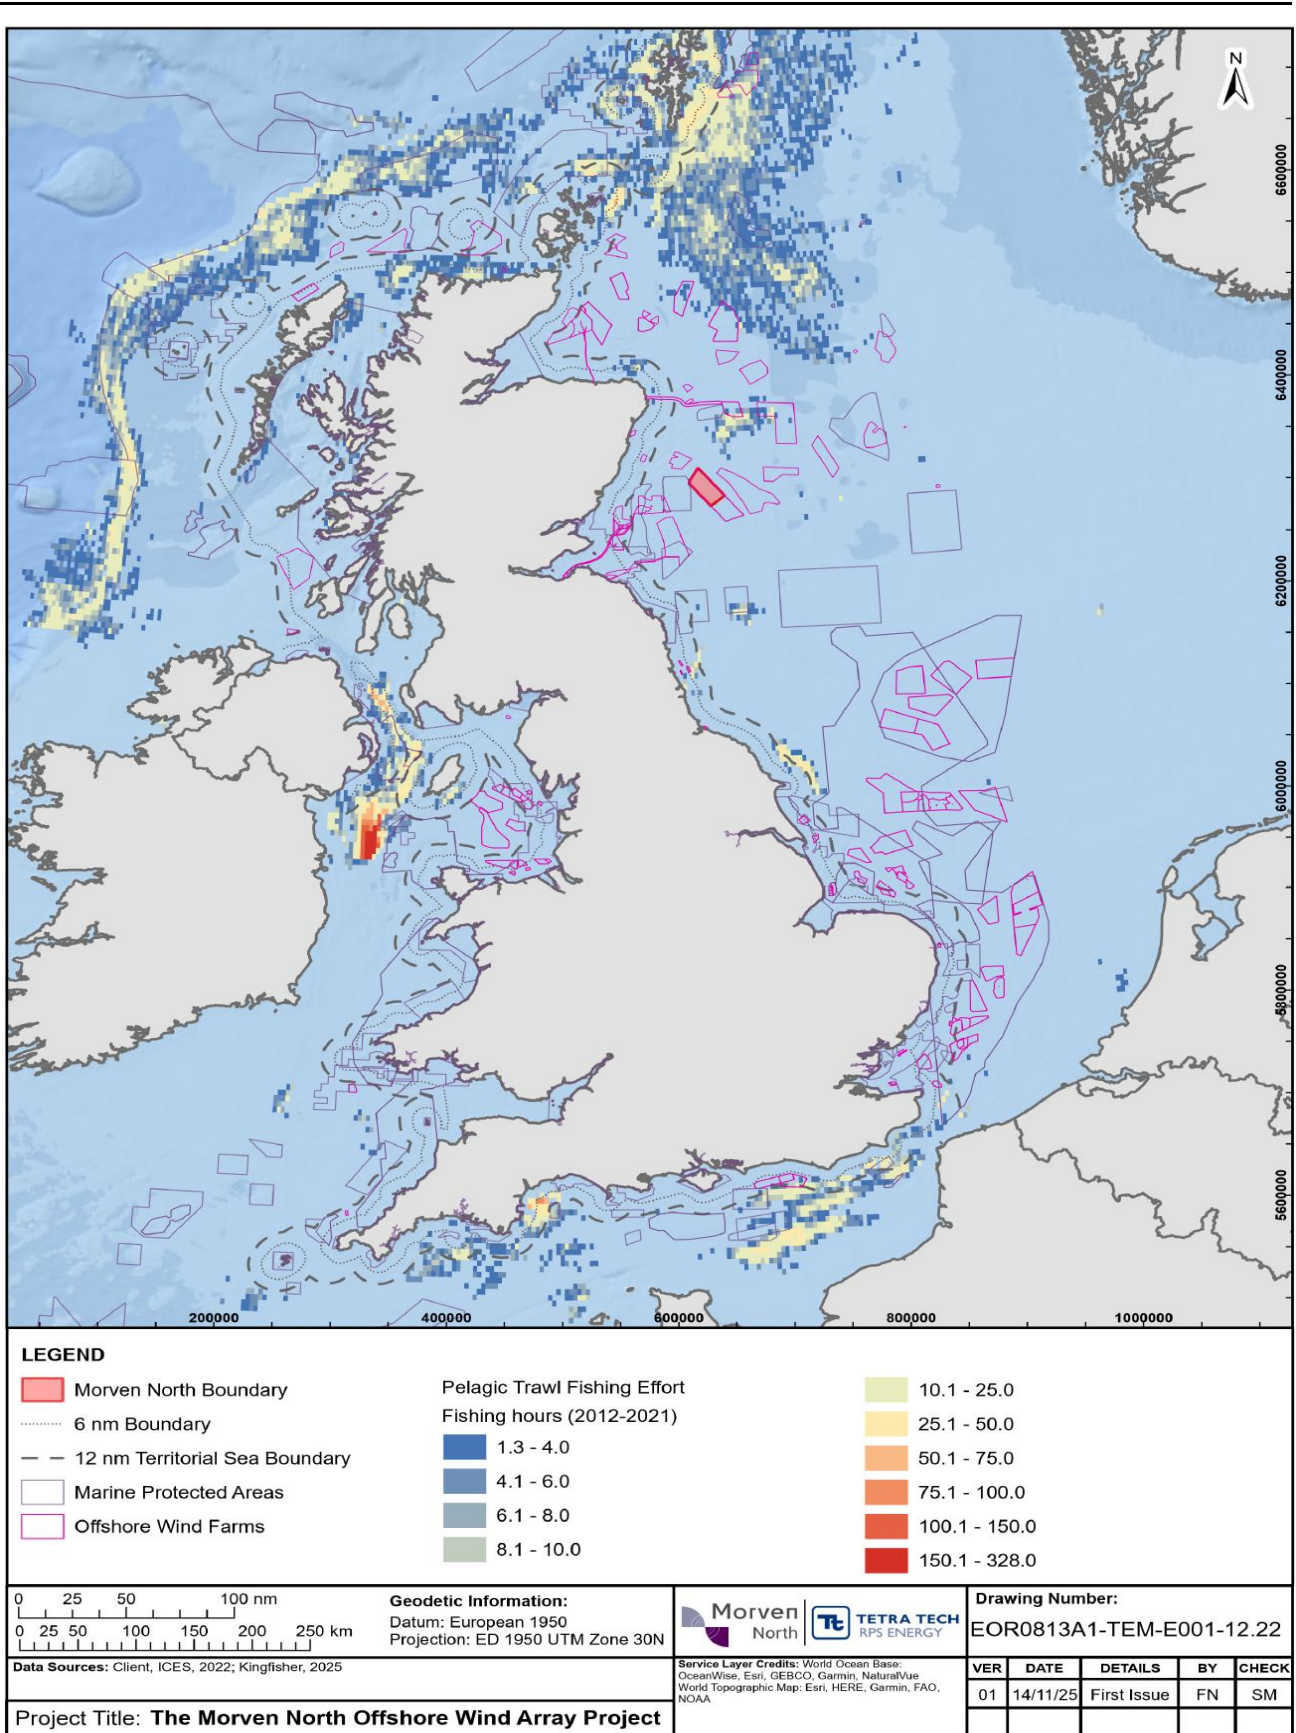 N
6600000
6400000
6200000
6000000
5800000
5600000
200000
400000
600000
800000
1000000
LEGEND
Morven North Boundary
6 nm Boundary
12 nm Territorial Sea Boundary
Marine Protected Areas
Offshore Wind Farms
Pelagic Trawl Fishing Effort
Fishing hours (2012-2021)
1.3 - 4.0
4.1 - 6.0
6.1 - 8.0
8.1 - 10.0
10.1 - 25.0
25.1 - 50.0
50.1 - 75.0
75.1 - 100.0
100.1 - 150.0
150.1 - 328.0
0 25 50 100 nm
0 25 50 100 150 200 250 km
Geodetic Information:
Datum: European 1950
Projection: ED 1950 UTM Zone 30N
Morven
North
Tt
TETRA TECH
RPS ENERGY
Drawing Number:
EOR0813A1-TEM-E001-12.22
Data Sources: Client, ICES, 2022; Kingfisher, 2025
Service Layer Credits: World Ocean Base:
OceanWise, Esri, GEBCO, Garmin, NaturalVue
World Topographic Map: Esri, HERE, Garmin, FAO,
NOAA
VER DATE DETAILS BY CHECK
01 14/11/25 First Issue FN SM
Project Title: The Morven North Offshore Wind Array Project